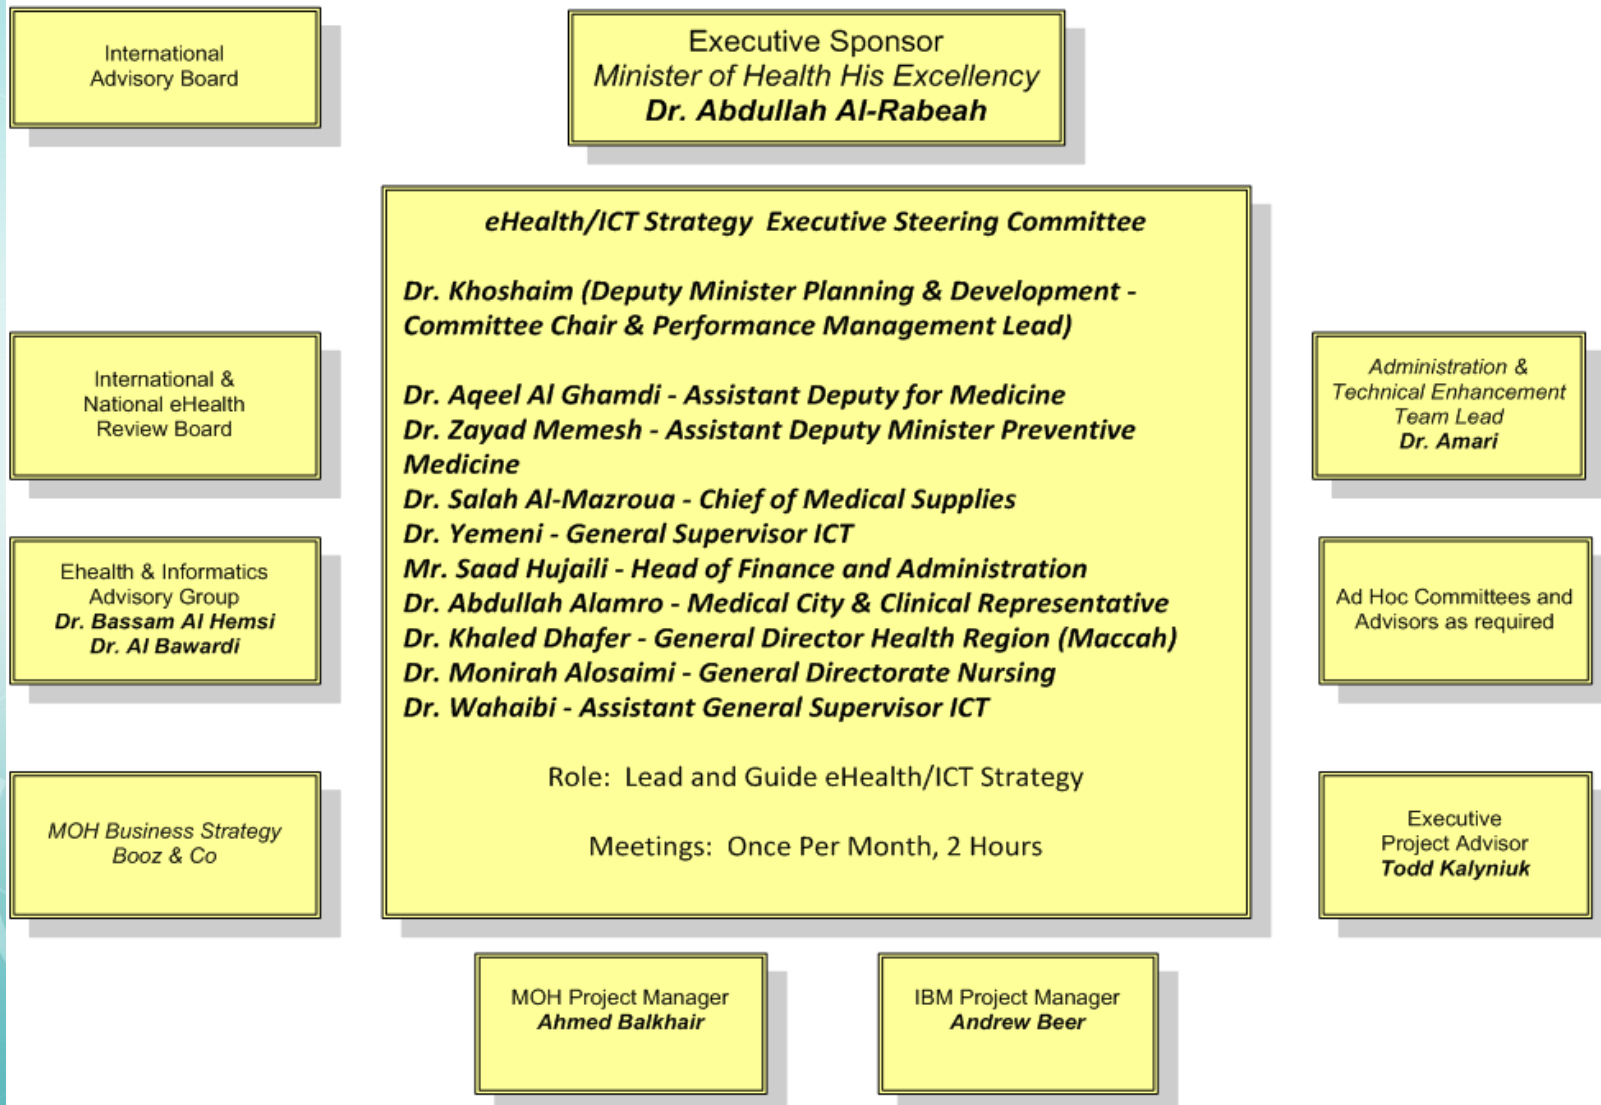 International
Advisory Board
Executive Sponsor
Minister of Health His Excellency
Dr. Abdullah Al-Rabeah
eHealth/ICT Strategy  Executive Steering Committee
Dr. Khoshaim (Deputy Minister Planning & Development -
Committee Chair & Performance Management Lead)
Dr. Aqeel Al Ghamdi - Assistant Deputy for Medicine
Dr. Zayad Memesh - Assistant Deputy Minister Preventive
Medicine
Dr. Salah Al-Mazroua - Chief of Medical Supplies
Dr. Yemeni - General Supervisor ICT
Mr. Saad Hujaili - Head of Finance and Administration
Dr. Abdullah Alamro - Medical City & Clinical Representative
Dr. Khaled Dhafer - General Director Health Region (Maccah)
Dr. Monirah Alosaimi - General Directorate Nursing
Dr. Wahaibi - Assistant General Supervisor ICT
Role:  Lead and Guide eHealth/ICT Strategy
Meetings:  Once Per Month, 2 Hours
International &
National eHealth
Review Board
Ehealth & Informatics
Advisory Group
Dr. Bassam Al Hemsi
Dr. Al Bawardi
MOH Business Strategy
Booz & Co
Administration &
Technical Enhancement
Team Lead
Dr. Amari
Ad Hoc Committees and
Advisors as required
Executive
Project Advisor
Todd Kalyniuk
MOH Project Manager
Ahmed Balkhair
IBM Project Manager
Andrew Beer